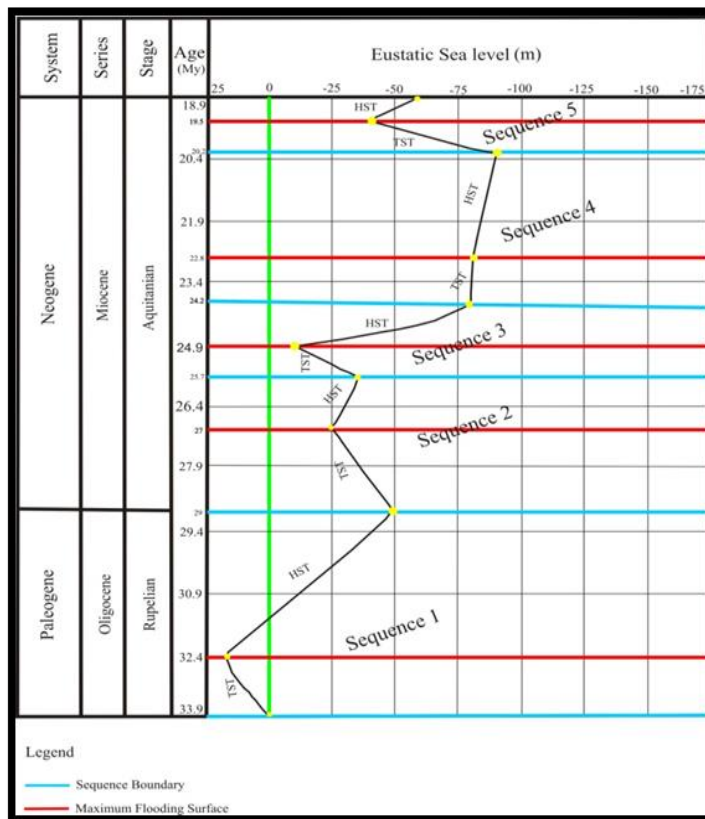 System
Series
Stage
Age
(My)
Eustatic Sea level (m)
25 0 -25 -50 -75 -100 -125 -150 -175
18.9
HST
19.5
Sequence 5
TST
20.4
HST
21.9
Sequence 4
22.8
TST
23.4
24.2
HST
Sequence 3
24.9
TST
25.7
HST
26.4
Sequence 2
27
TST
27.9
29
29.4
HST
30.9
Sequence 1
32.4
TST
33.9
Neogene
Miocene
Aquitanian
Paleogene
Oligocene
Rupelian
Legend
Sequence Boundary
Maximum Flooding Surface